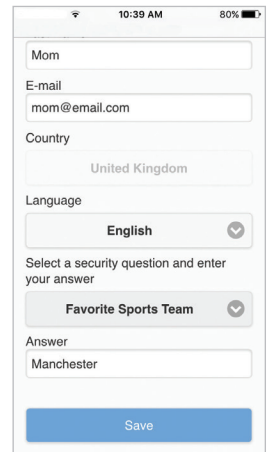 10:39 AM 80%
Mom
E-mail
mom@email.com
Country
United Kingdom
Language
English
Select a security question and enter
your answer
Favorite Sports Team
Answer
Manchester
Save